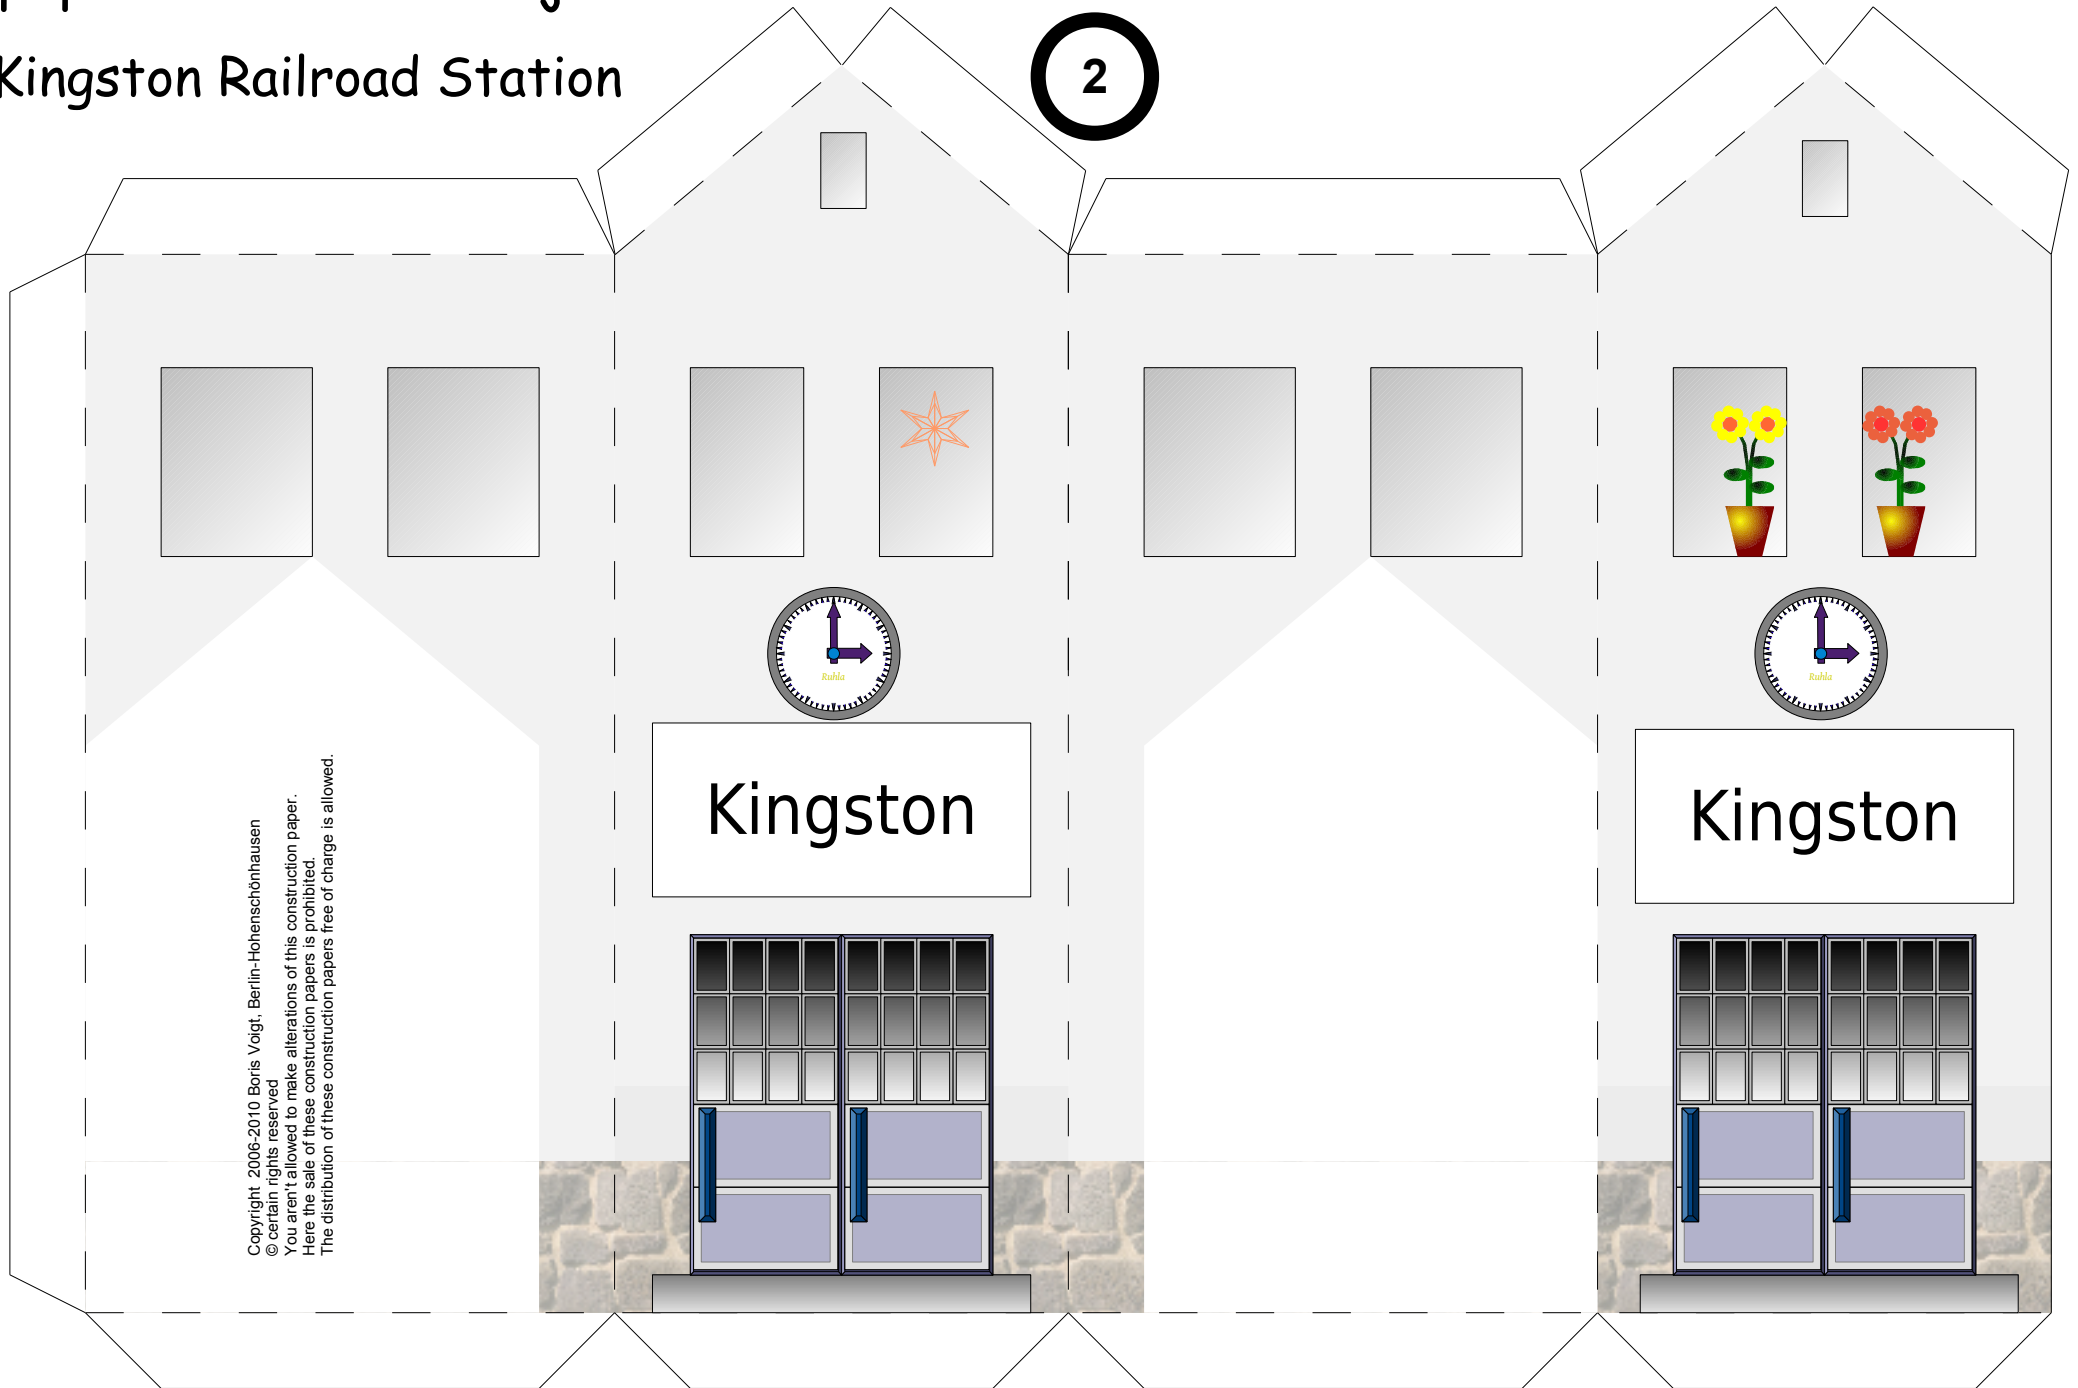 Kingston Railroad Station
2
Ruhla
Ruhla
Kingston
Kingston
Copyright 2006-2010 Boris Voigt, Berlin-Hohenschönhausen
© certain rights reserved
You aren't allowed to make alterations of this construction paper.
Here the sale of these construction papers is prohibited.
The distribution of these construction papers free of charge is allowed.